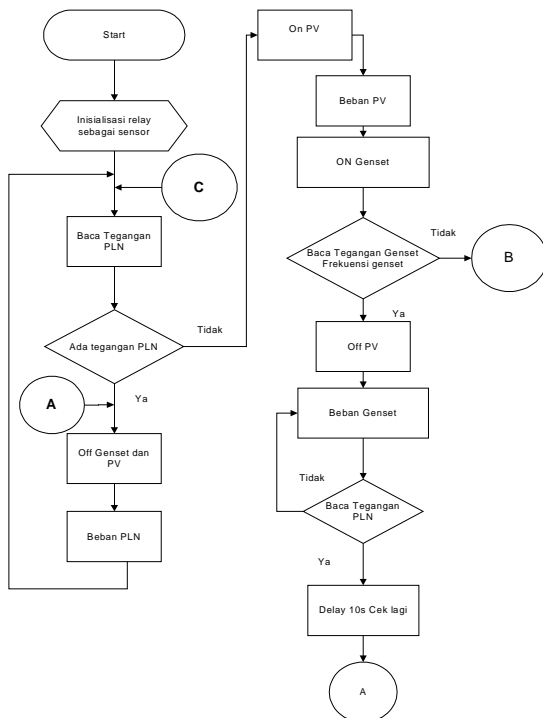 Start
Inisialisasi relay
sebagai sensor
C
Baca Tegangan
PLN
Ada tegangan PLN
Tidak
Ya
A
Off Genset dan
PV
Beban PLN
On PV
Beban PV
ON Genset
Baca Tegangan Genset
Frekuensi genset
Tidak
B
Ya
Off PV
Beban Genset
Tidak
Baca Tegangan
PLN
Ya
Delay 10s Cek lagi
A